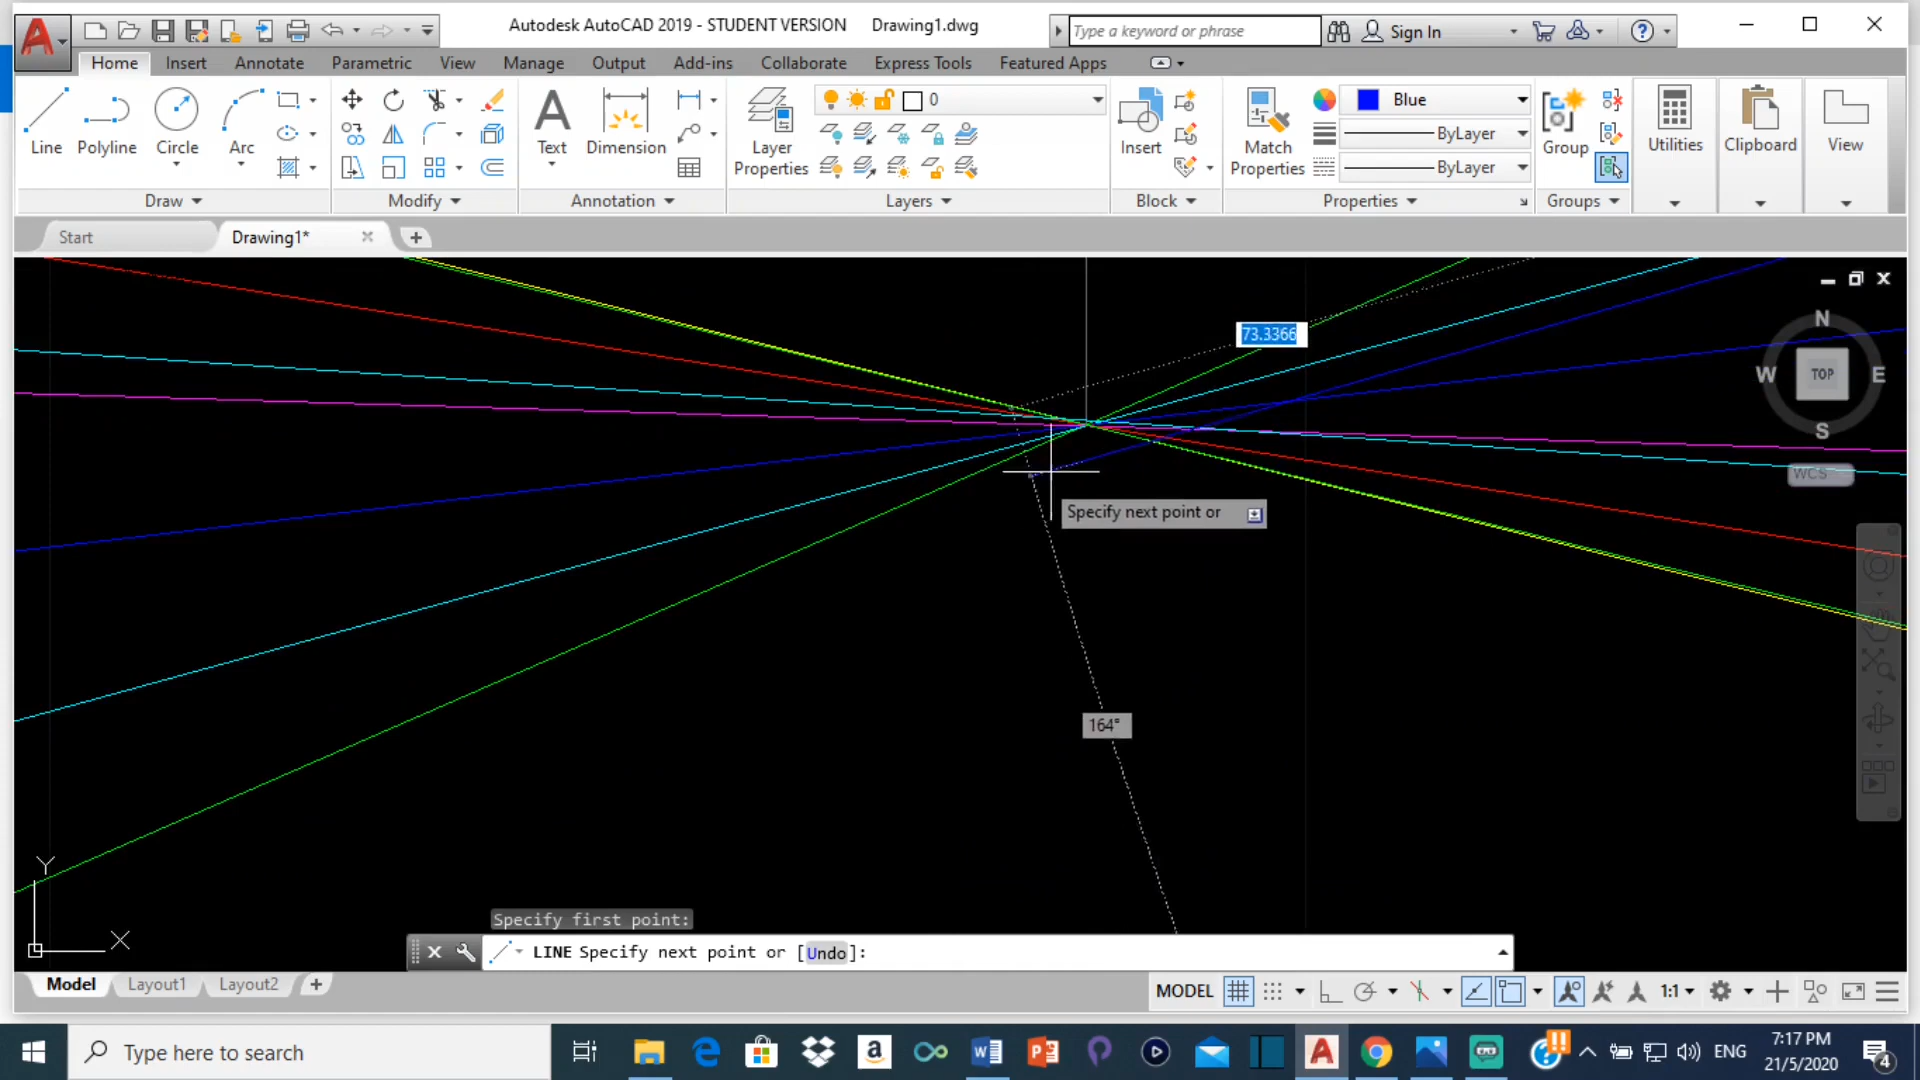 Autodesk AutoCAD 2019 - STUDENT VERSION Drawing1.dwg
Type a keyword or phrase
Sign In
Home Insert Annotate Parametric View Manage Output Add-ins Collaborate Express Tools Featured Apps
Line Polyline Circle Arc
Text Dimension
Layer Properties
0
Insert
Match Properties
Blue
ByLayer
ByLayer
Group
Utilities
Clipboard
View
Draw Modify Annotation Layers Block Properties Groups
Start Drawing1*
73.3366
N
W TOP E
S
WCS
Specify next point or
164°
Y
X
Specify first point:
LINE Specify next point or [Undo]:
Model Layout1 Layout2
MODEL 1:1
Type here to search
ENG
7:17 PM
21/5/2020
4